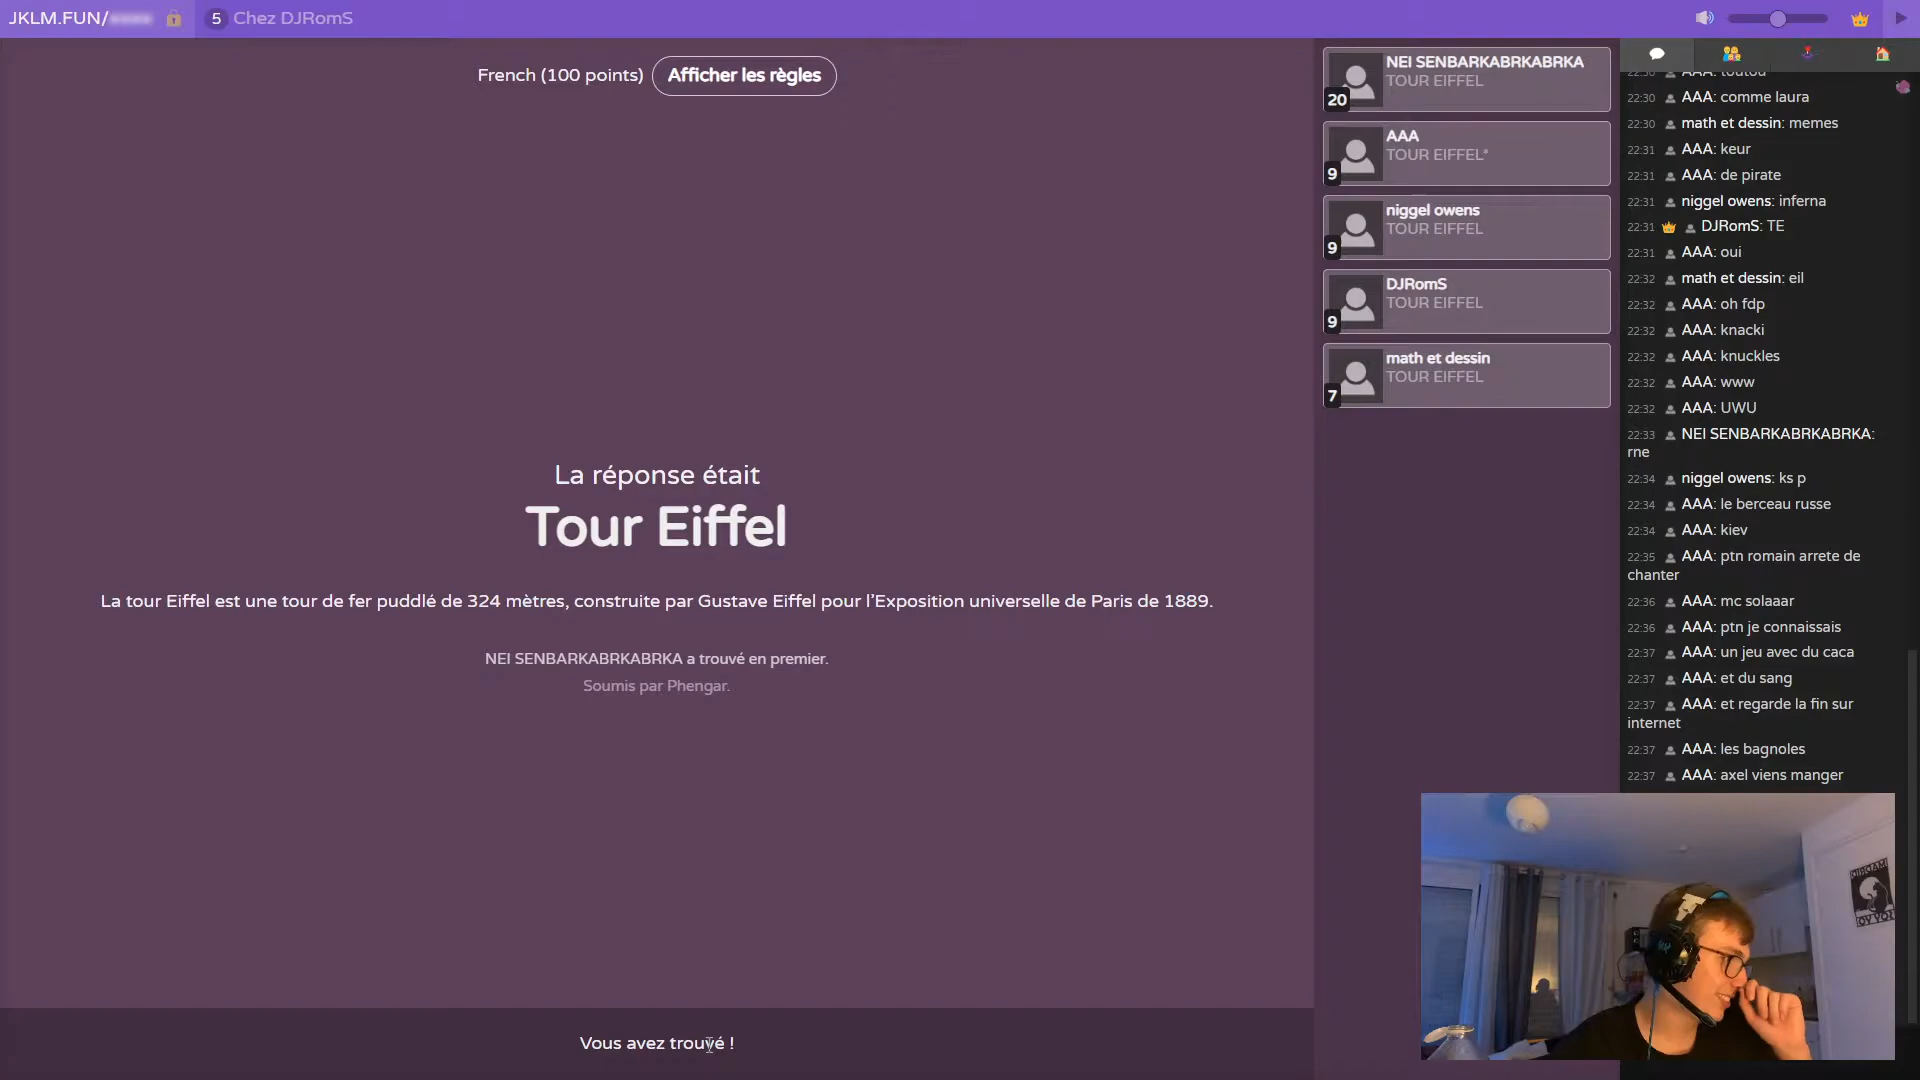 JKLM.FUN/
5 Chez DJRomS
French (100 points)
Afficher les règles
La réponse était
Tour Eiffel
La tour Eiffel est une tour de fer puddlé de 324 mètres, construite par Gustave Eiffel pour l'Exposition universelle de Paris de 1889.
NEI SENBARKABRKABRKA a trouvé en premier.
Soumis par Phengar.
Vous avez trouvé !
NEI SENBARKABRKABRKA
TOUR EIFFEL
20
AAA
TOUR EIFFEL*
9
niggel owens
TOUR EIFFEL
9
DJRomS
TOUR EIFFEL
9
math et dessin
TOUR EIFFEL
7
22:30 AAA: toutou
22:30 AAA: comme laura
22:30 math et dessin: memes
22:31 AAA: keur
22:31 AAA: de pirate
22:31 niggel owens: inferna
22:31 DJRomS: TE
22:31 AAA: oui
22:32 math et dessin: eil
22:32 AAA: oh fdp
22:32 AAA: knacki
22:32 AAA: knuckles
22:32 AAA: www
22:32 AAA: UWU
22:33 NEI SENBARKABRKABRKA:
rne
22:34 niggel owens: ks p
22:34 AAA: le berceau russe
22:34 AAA: kiev
22:35 AAA: ptn romain arrete de
chanter
22:36 AAA: mc solaaar
22:36 AAA: ptn je connaissais
22:37 AAA: un jeu avec du caca
22:37 AAA: et du sang
22:37 AAA: et regarde la fin sur
internet
22:37 AAA: les bagnoles
22:37 AAA: axel viens manger